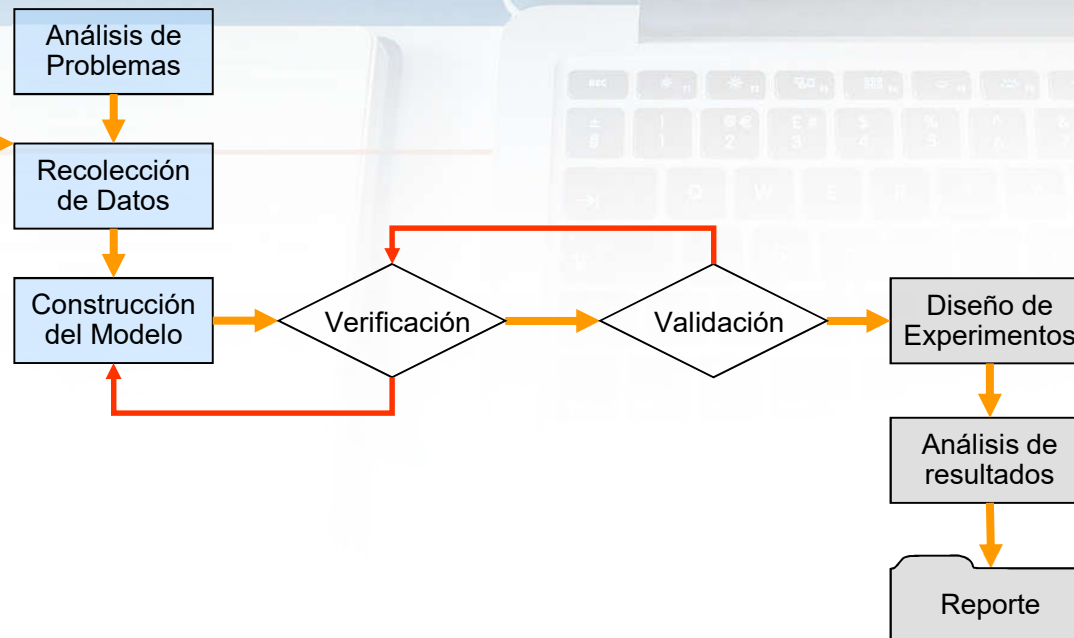 Análisis de
Problemas
Recolección
de Datos
Construcción
del Modelo
Verificación
Validación
Diseño de
Experimentos
Análisis de
resultados
Reporte